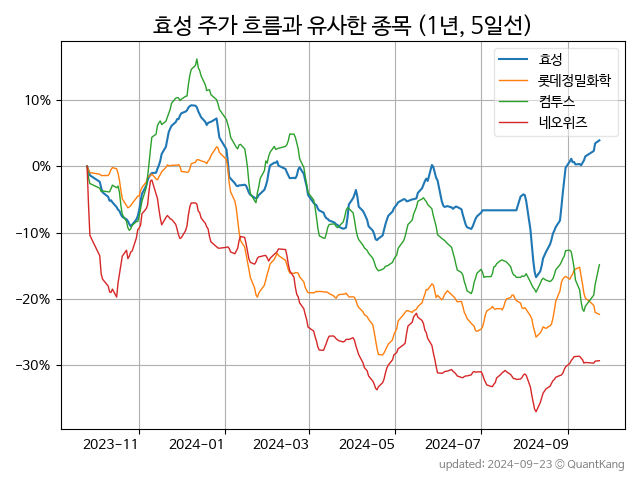 효성 주가 흐름과 유사한 종목 (1년, 5일선)
효성
롯데정밀화학
컴투스
네오위즈
10%
0%
−10%
−20%
−30%
2023−11
2024−01
2024−03
2024−05
2024−07
2024−09
updated: 2024-09-23 © QuantKang